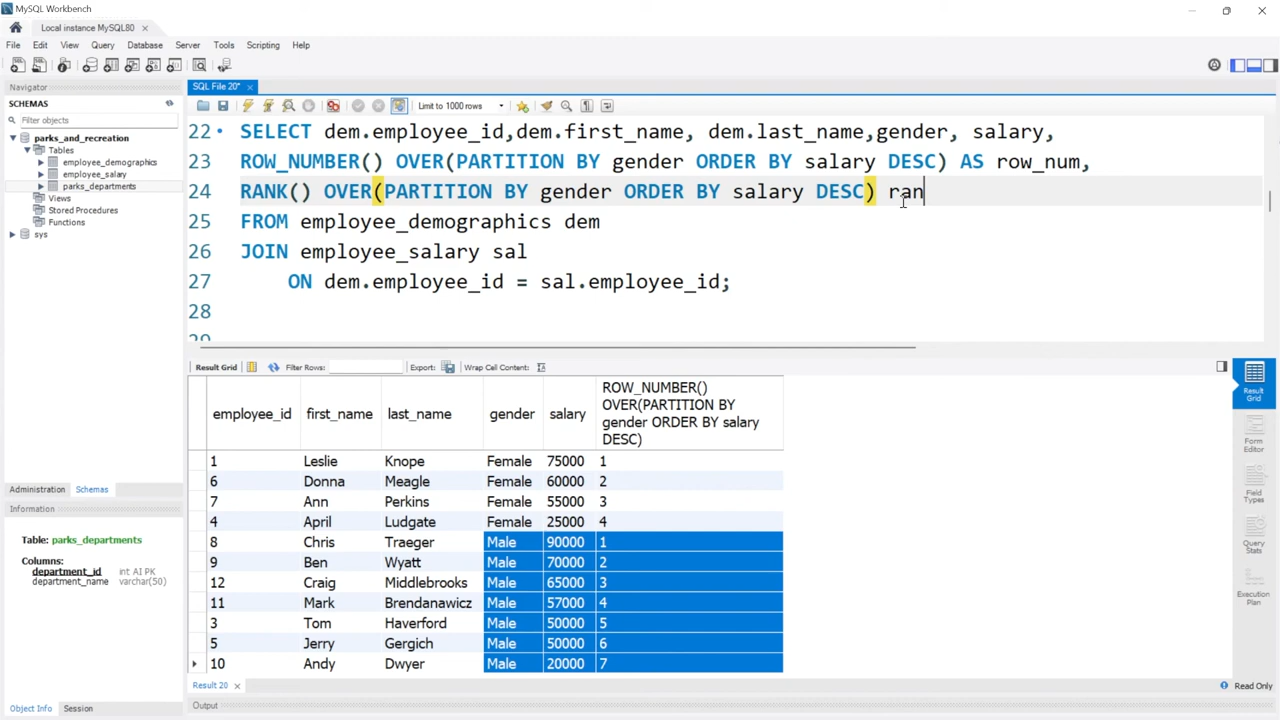 MySQL Workbench
Local instance MySQL80
File Edit View Query Database Server Tools Scripting Help
Navigator
SCHEMAS
Filter objects
parks_and_recreation
Tables
employee_demographics
employee_salary
parks_departments
Views
Stored Procedures
Functions
sys
Administration Schemas
Information
Table: parks_departments
Columns:
department_id int AI PK
department_name varchar(50)
Object Info Session
SQL File 20*
Limit to 1000 rows
22 SELECT dem.employee_id,dem.first_name, dem.last_name,gender, salary,
23 ROW_NUMBER() OVER(PARTITION BY gender ORDER BY salary DESC) AS row_num,
24 RANK() OVER(PARTITION BY gender ORDER BY salary DESC) ran
25 FROM employee_demographics dem
26 JOIN employee_salary sal
27 ON dem.employee_id = sal.employee_id;
28
29
Result Grid Filter Rows: Export: Wrap Cell Content:
employee_id first_name last_name gender salary ROW_NUMBER()
OVER(PARTITION BY
gender ORDER BY salary
DESC)
1 Leslie Knope Female 75000 1
6 Donna Meagle Female 60000 2
7 Ann Perkins Female 55000 3
4 April Ludgate Female 25000 4
8 Chris Traeger Male 90000 1
9 Ben Wyatt Male 70000 2
12 Craig Middlebrooks Male 65000 3
11 Mark Brendanawicz Male 57000 4
3 Tom Haverford Male 50000 5
5 Jerry Gergich Male 50000 6
10 Andy Dwyer Male 20000 7
Result 20
Output
Result
Grid
Form
Editor
Field
Types
Query
Stats
Execution
Plan
Read Only